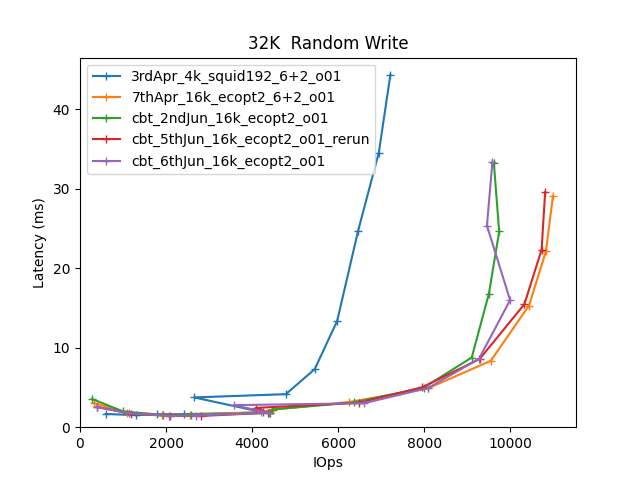 32K  Random Write
3rdApr_4k_squid192_6+2_o01
7thApr_16k_ecopt2_6+2_o01
cbt_2ndJun_16k_ecopt2_o01
cbt_5thJun_16k_ecopt2_o01_rerun
cbt_6thJun_16k_ecopt2_o01
Latency (ms)
40
30
20
10
0
0 2000 4000 6000 8000 10000
IOps